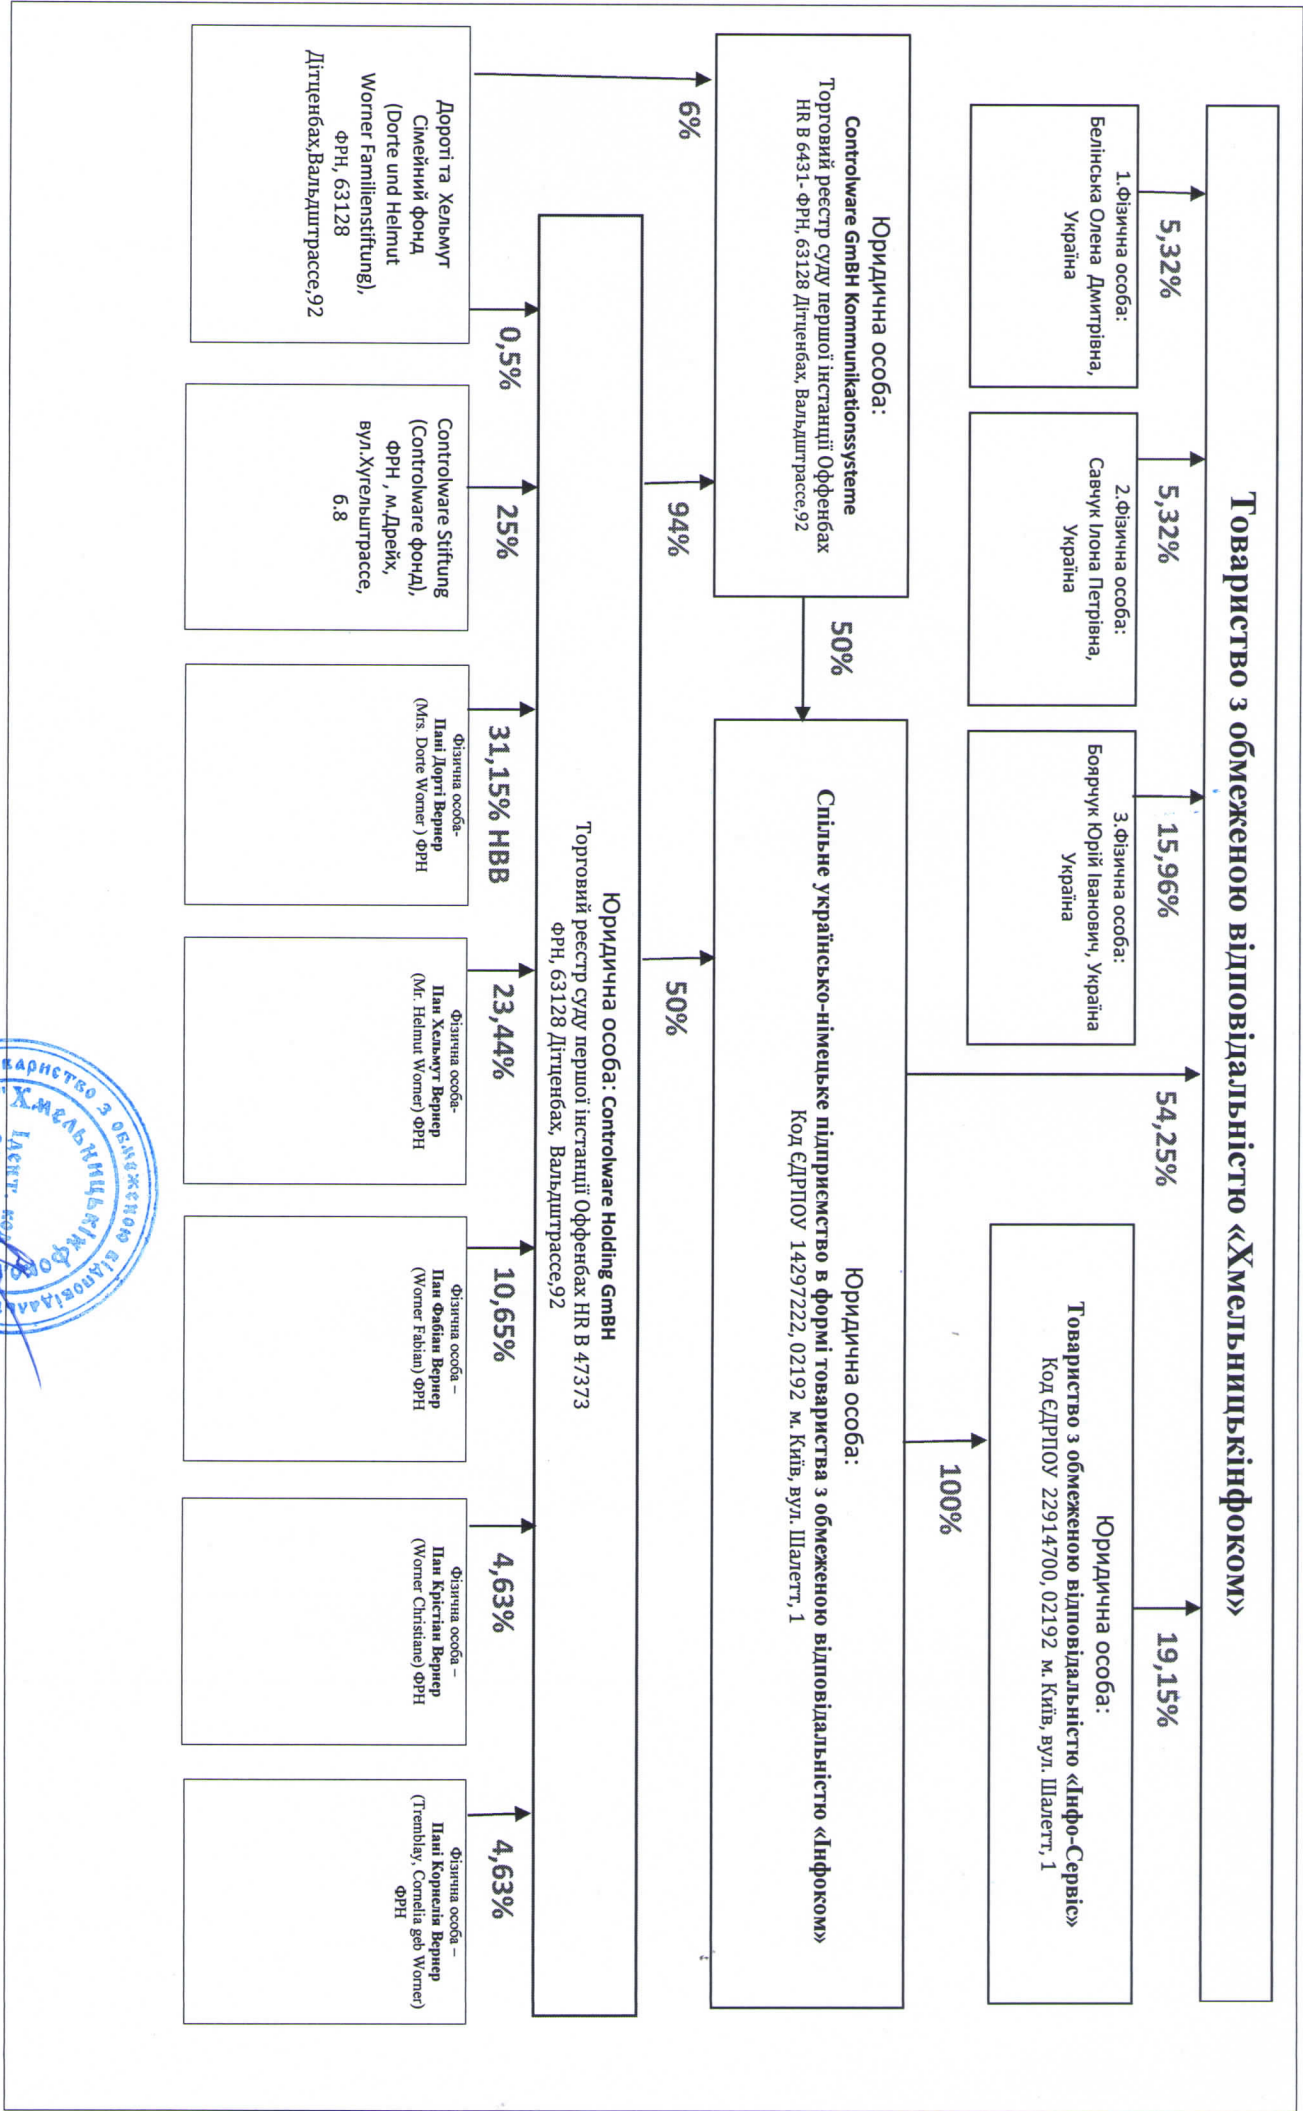 Товариство з обмеженою відповідальністю «Хмельницькінфоком»
5,32%
5,32%
15,96%
54,25%
19,15%
1.Фізична особа:
Белінська Олена Дмитрівна,
Україна
2.Фізична особа:
Савчук Ілона Петрівна,
Україна
3.Фізична особа:
Боярчук Юрій Іванович, Україна
Україна
Юридична особа:
Товариство з обмеженою відповідальністю «Інфо-Сервіс»
Код ЄДРПОУ 22914700, 02192 м. Київ, вул. Шалетт, 1
100%
Юридична особа:
Controlware GmBH Kommunikationssysteme
Торговий реєстр суду першої інстанції Оффенбах
HR B 6431- ФРН, 63128 Дітценбах, Вальдштрассе,92
50%
Юридична особа:
Спільне українсько-німецьке підприємство в формі товариства з обмеженою відповідальністю «Інфоком»
Код ЄДРПОУ 14297222, 02192 м. Київ, вул. Шалетт, 1
6%
94%
50%
Юридична особа: Controlware Holding GmBH
Торговий реєстр суду першої інстанції Оффенбах HR B 47373
ФРН, 63128 Дітценбах, Вальдштрассе,92
0,5%
25%
31,15% НВВ
23,44%
10,65%
4,63%
4,63%
Дороті та Хельмут
Сімейний фонд
(Dorte und Helmut
Worner Familienstiftung),
ФРН, 63128
Дітценбах,Вальдштрассе,92
Controlware Stiftung
(Controlware фонд),
ФРН , м.Дрейх,
вул.Хугельштрассе,
б.8
Фізична особа-
Пані Дорті Вернер
(Mrs. Dorte Worner ) ФРН
Фізична особа-
Пан Хельмут Вернер
(Mr. Helmut Worner) ФРН
Фізична особа –
Пан Фабіан Вернер
(Worner Fabian) ФРН
Фізична особа –
Пан Крістіан Вернер
(Worner Christiane) ФРН
Фізична особа –
Пані Корнелія Вернер
(Tremblay, Cornelia geb Worner)
ФРН